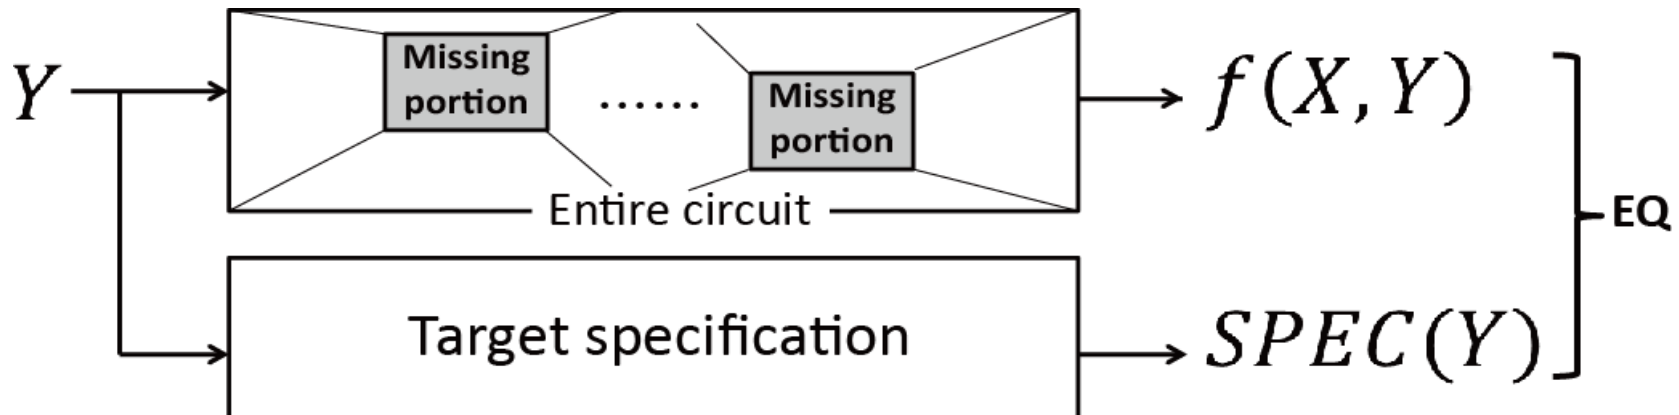 Missing
portion
Y
......
Missing
portion
f(X, Y)
Entire circuit
EQ
Target specification
SPEC(Y)